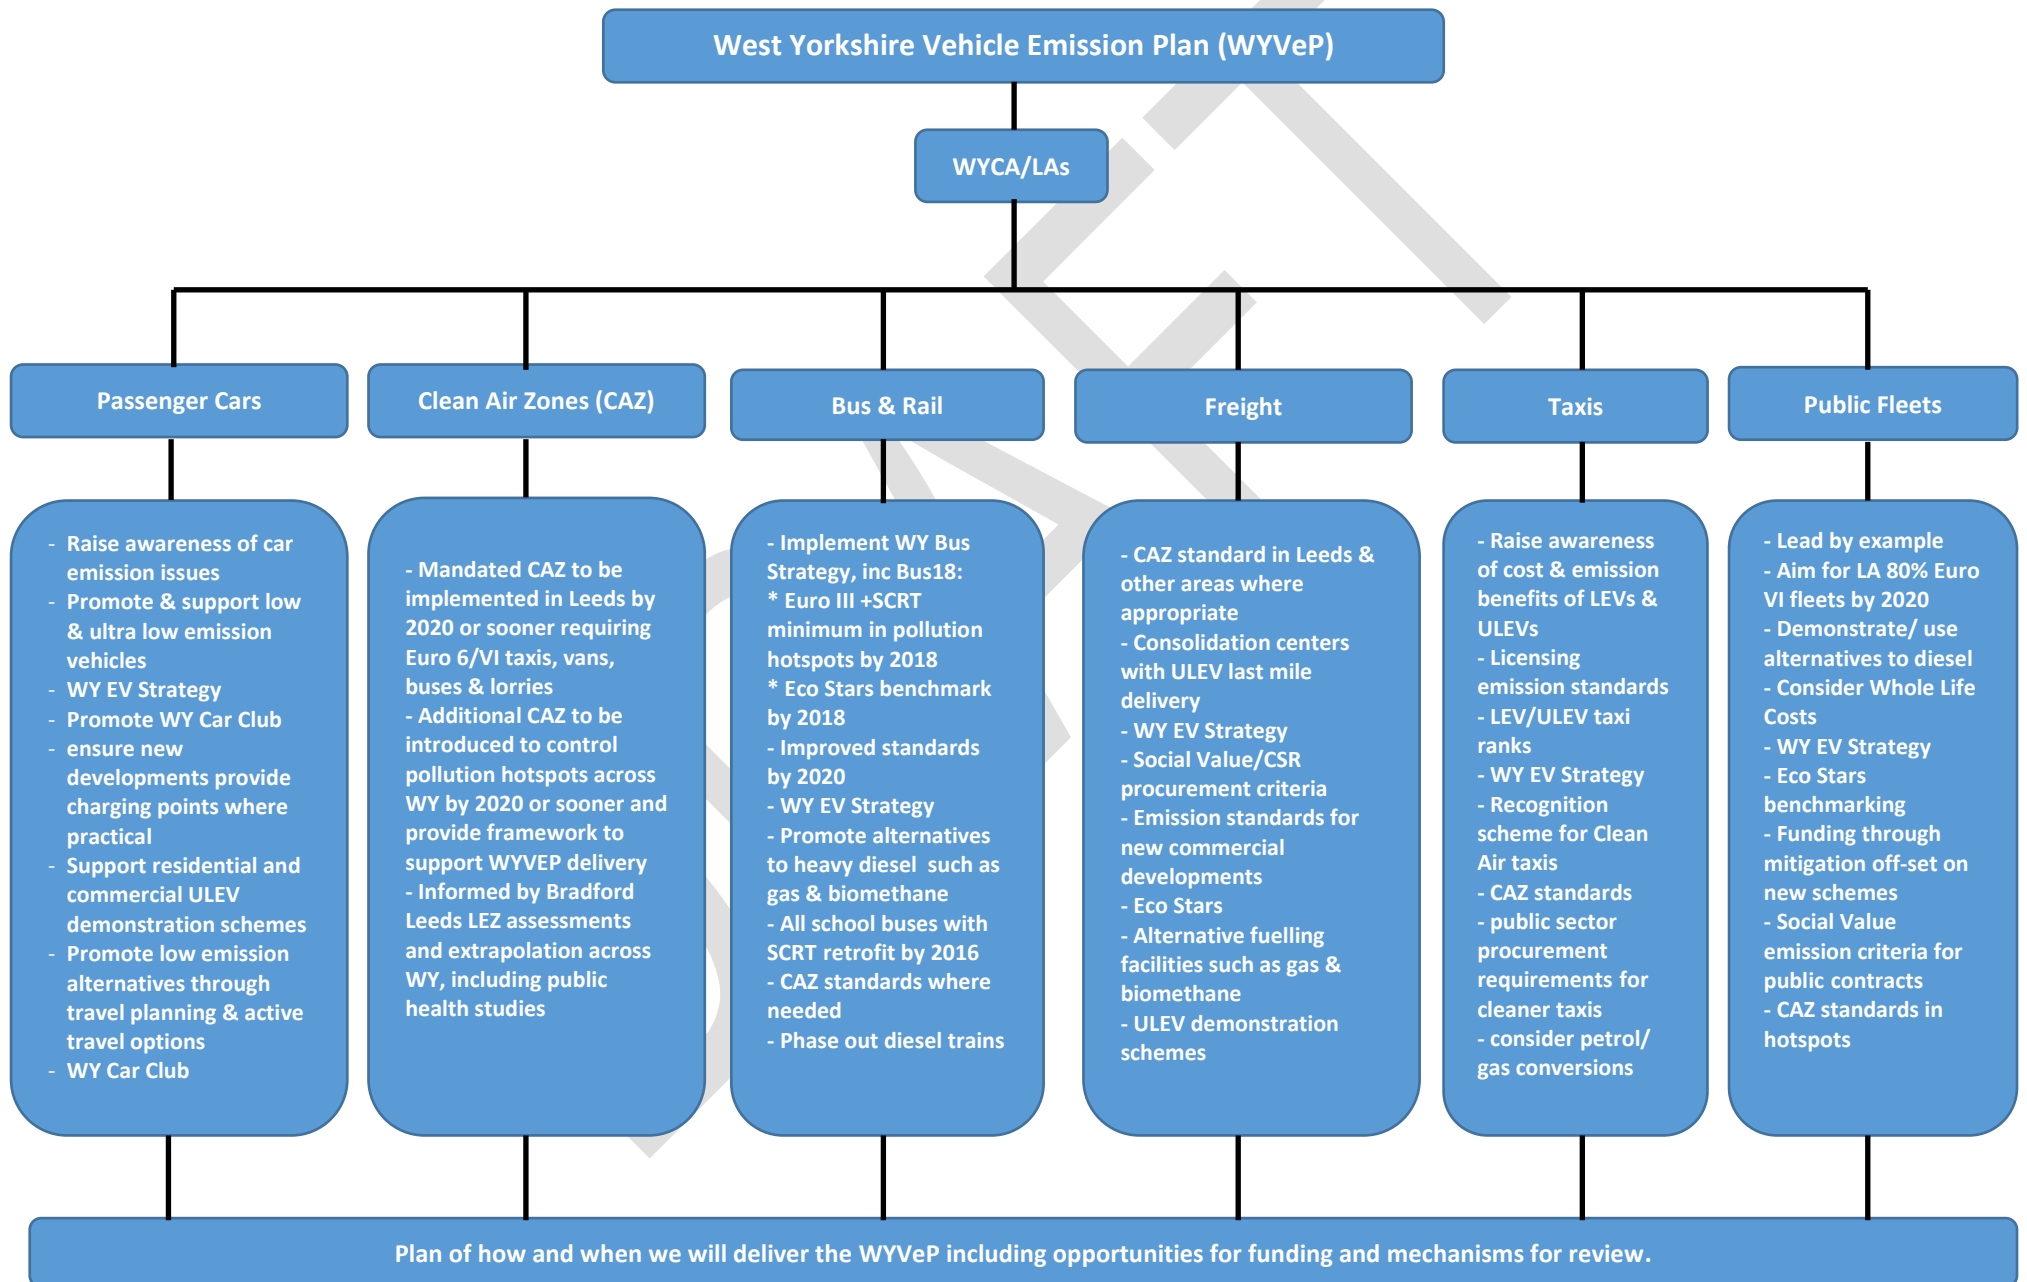 West Yorkshire Vehicle Emission Plan (WYVeP)
WYCA/LAs
Passenger Cars
Clean Air Zones (CAZ)
Bus & Rail
Freight
Taxis
Public Fleets
- Raise awareness of car
emission issues
- Promote & support low
& ultra low emission
vehicles
- WY EV Strategy
- Promote WY Car Club
- ensure new
developments provide
charging points where
practical
- Support residential and
commercial ULEV
demonstration schemes
- Promote low emission
alternatives through
travel planning & active
travel options
- WY Car Club
- Mandated CAZ to be
implemented in Leeds by
2020 or sooner requiring
Euro 6/VI taxis, vans,
buses & lorries
- Additional CAZ to be
introduced to control
pollution hotspots across
WY by 2020 or sooner and
provide framework to
support WYVEP delivery
- Informed by Bradford
Leeds LEZ assessments
and extrapolation across
WY, including public
health studies
- Implement WY Bus
Strategy, inc Bus18:
* Euro III +SCRT
minimum in pollution
hotspots by 2018
* Eco Stars benchmark
by 2018
- Improved standards
by 2020
- WY EV Strategy
- Promote alternatives
to heavy diesel such as
gas & biomethane
- All school buses with
SCRT retrofit by 2016
- CAZ standards where
needed
- Phase out diesel trains
- CAZ standard in Leeds &
other areas where
appropriate
- Consolidation centers
with ULEV last mile
delivery
- WY EV Strategy
- Social Value/CSR
procurement criteria
- Emission standards for
new commercial
developments
- Eco Stars
- Alternative fuelling
facilities such as gas &
biomethane
- ULEV demonstration
schemes
- Raise awareness
of cost & emission
benefits of LEVs &
ULEVs
- Licensing
emission standards
- LEV/ULEV taxi
ranks
- WY EV Strategy
- Recognition
scheme for Clean
Air taxis
- CAZ standards
- public sector
procurement
requirements for
cleaner taxis
- consider petrol/
gas conversions
- Lead by example
- Aim for LA 80% Euro
VI fleets by 2020
- Demonstrate/ use
alternatives to diesel
- Consider Whole Life
Costs
- WY EV Strategy
- Eco Stars
benchmarking
- Funding through
mitigation off-set on
new schemes
- Social Value
emission criteria for
public contracts
- CAZ standards in
hotspots
Plan of how and when we will deliver the WYVeP including opportunities for funding and mechanisms for review.
DRAFT